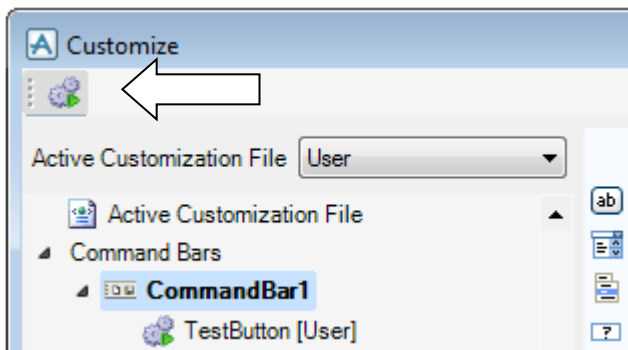 Customize
Active Customization File User
ab
Active Customization File
Command Bars
CommandBar1
TestButton [User]
?